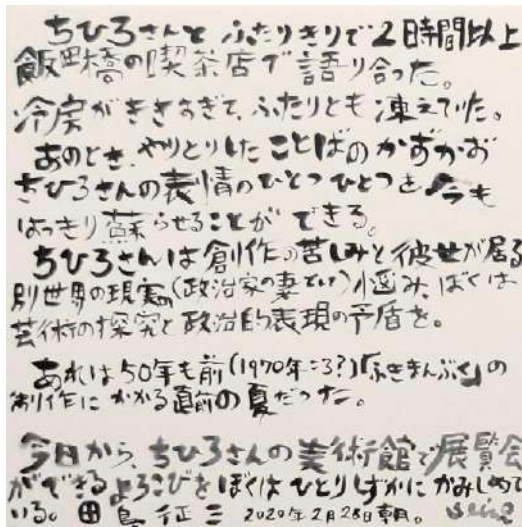 ちひろさんと ふたりきりで2時間以上
飯田橋の喫茶店で語り合った。
冷房がききすぎて、ふたりとも凍えていた。
あのとき、やりとりしたことばのかずかず
ちひろさんの表情のひとつひとつを今も
はっきり蘇らせることができる。
ちひろさんは創作の苦しみと彼女が居る
別世界の現実の(政治家の妻という)悩み、ぼくは
芸術の探究と政治的表現の矛盾を。
あれは50年も前(1970年ころ?)「ふきまんぶく」の
制作にかかる直前の夏だった。
今日から、ちひろさんの美術館で展覧会
ができるよろこびをぼくはひとりしずかにかみしめて
いる。田島征三 2020年2月28日朝。 Seizo